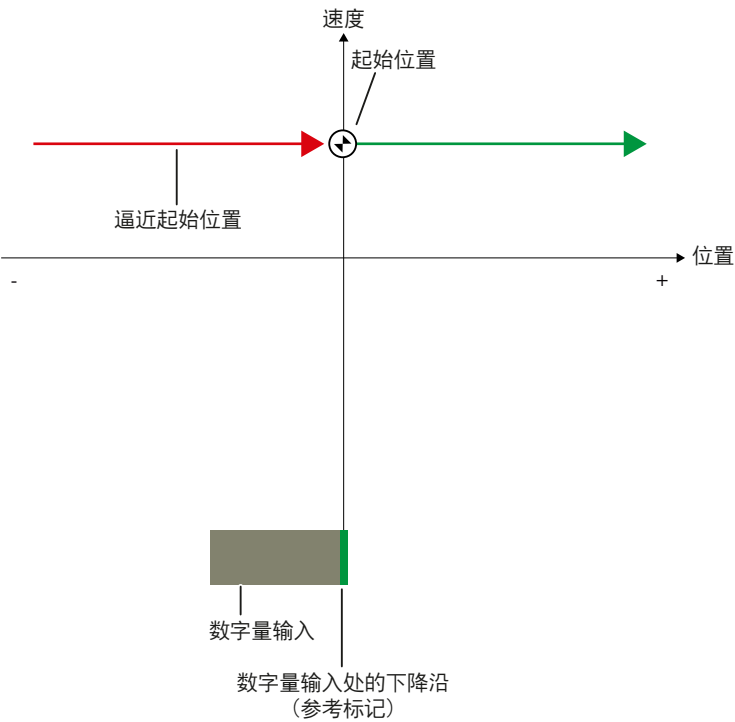 速度
起始位置
逼近起始位置
位置
-
+
数字量输入
数字量输入处的下降沿
（参考标记）